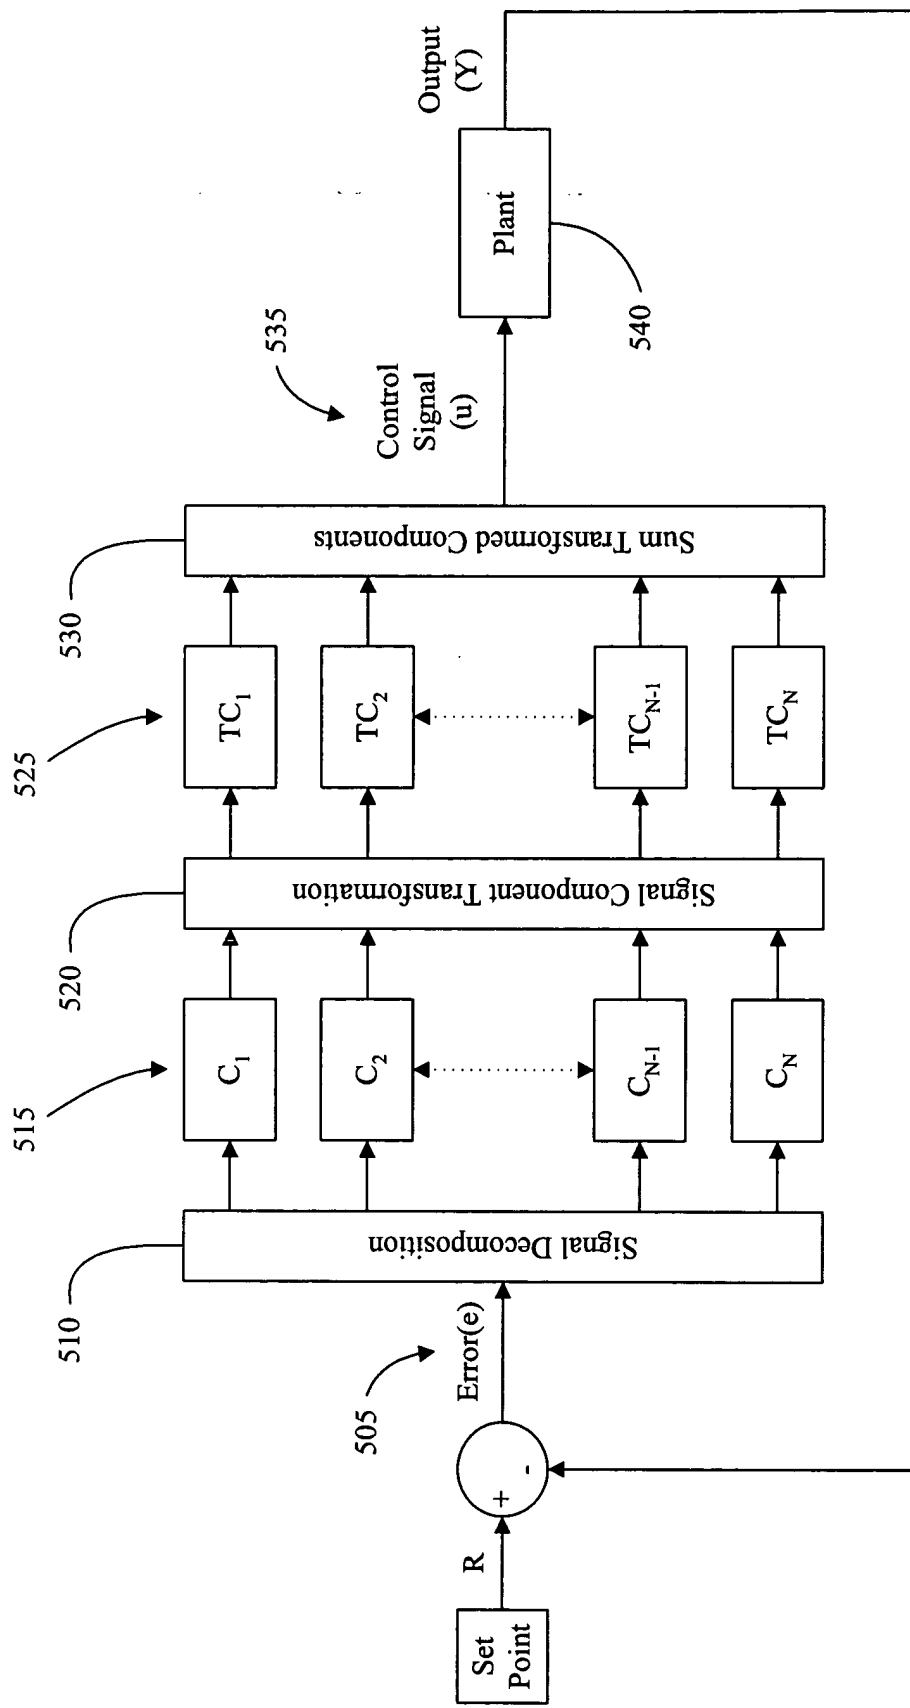 Set
Point
R
+
-
505
Error(e)
510
Signal Decomposition
515
C1
C2
CN-1
CN
520
Signal Component Transformation
525
TC1
TC2
TCN-1
TCN
530
Sum Transformed Components
535
Control
Signal
(u)
Plant
540
Output
(Y)